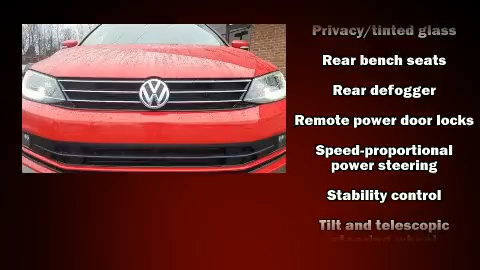 Privacy/tinted glass
Rear bench seats
Rear defogger
Remote power door locks
Speed-proportional
power steering
Stability control
Tilt and telescopic